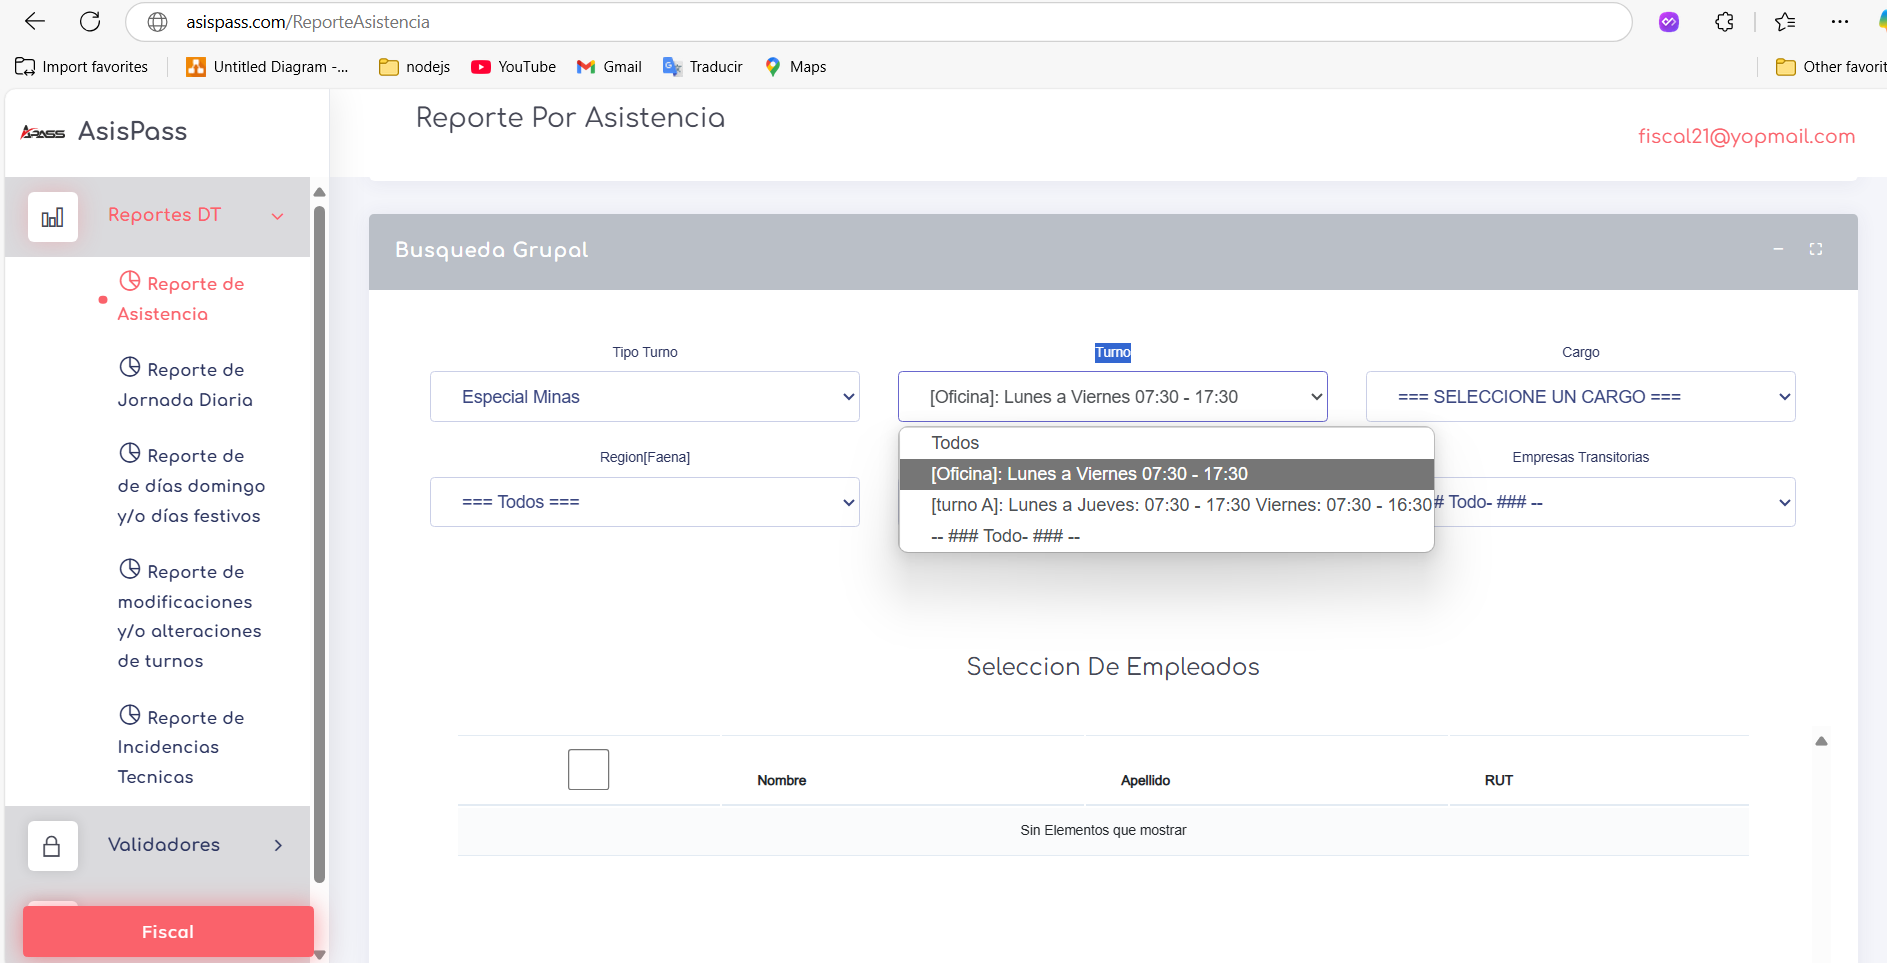 asispass.com/ReporteAsistencia
Import favorites
Untitled Diagram -...
nodejs
YouTube
Gmail
Traducir
Maps
Other favorit
APASS
AsisPass
Reporte Por Asistencia
fiscal21@yopmail.com
Reportes DT
Reporte de
Asistencia
Reporte de
Jornada Diaria
Reporte de
de días domingo
y/o días festivos
Reporte de
modificaciones
y/o alteraciones
de turnos
Reporte de
Incidencias
Tecnicas
Validadores
Fiscal
Busqueda Grupal
Tipo Turno
Turno
Cargo
Especial Minas
[Oficina]: Lunes a Viernes 07:30 - 17:30
=== SELECCIONE UN CARGO ===
Todos
[Oficina]: Lunes a Viernes 07:30 - 17:30
[turno A]: Lunes a Jueves: 07:30 - 17:30 Viernes: 07:30 - 16:30
-- ### Todo- ### --
Region[Faena]
Empresas Transitorias
=== Todos ===
# Todo- ### --
Seleccion De Empleados
Nombre
Apellido
RUT
Sin Elementos que mostrar